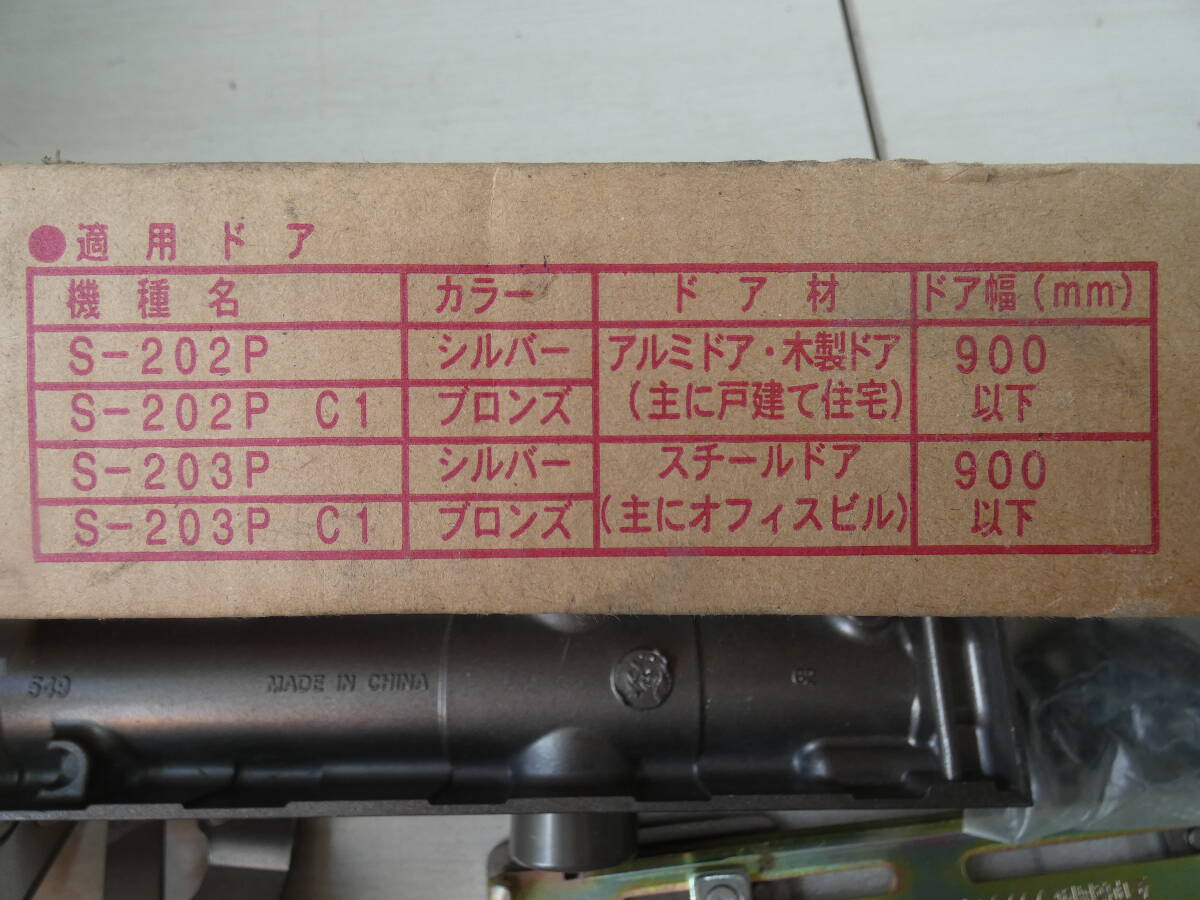 ●適用ドア
機種名 カラー ドア材 ドア幅(mm)
S-202P シルバー アルミドア・木製ドア 900
S-202P C1 ブロンズ (主に戸建て住宅) 以下
S-203P シルバー スチールドア 900
S-203P C1 ブロンズ (主にオフィスビル) 以下
549 MADE IN CHINA 62